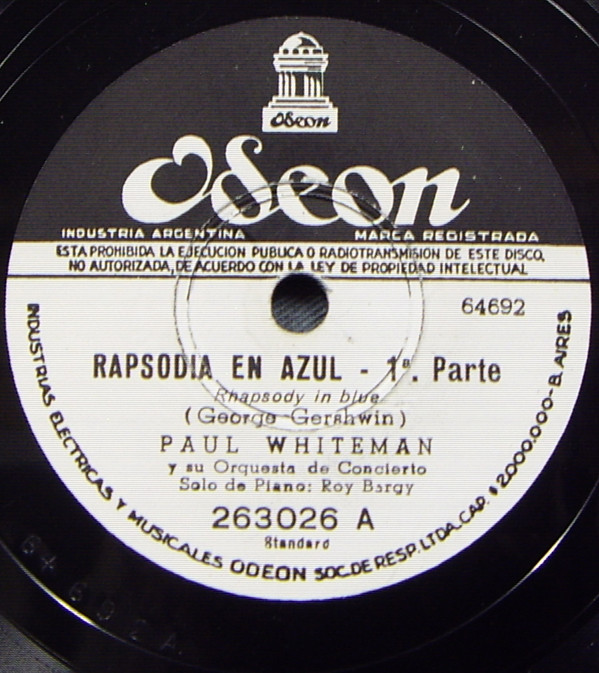 Odeon
Odeon
INDUSTRIA ARGENTINA MARCA REGISTRADA
ESTA PROHIBIDA LA EJECUCION PUBLICA O RADIOTRANSMISION DE ESTE DISCO,
NO AUTORIZADA, DE ACUERDO CON LA LEY DE PROPIEDAD INTELECTUAL
64692
RAPSODIA EN AZUL - 1ª. Parte
Rhapsody in blue
(George Gershwin)
PAUL WHITEMAN
y su Orquesta de Concierto
Solo de Piano: Roy Bargy
263026 A
Standard
INDUSTRIAS ELECTRICAS Y MUSICALES ODEON SOC. DE RESP. LTDA. CAP. $ 2.000.000-B. AIRES
64692 A